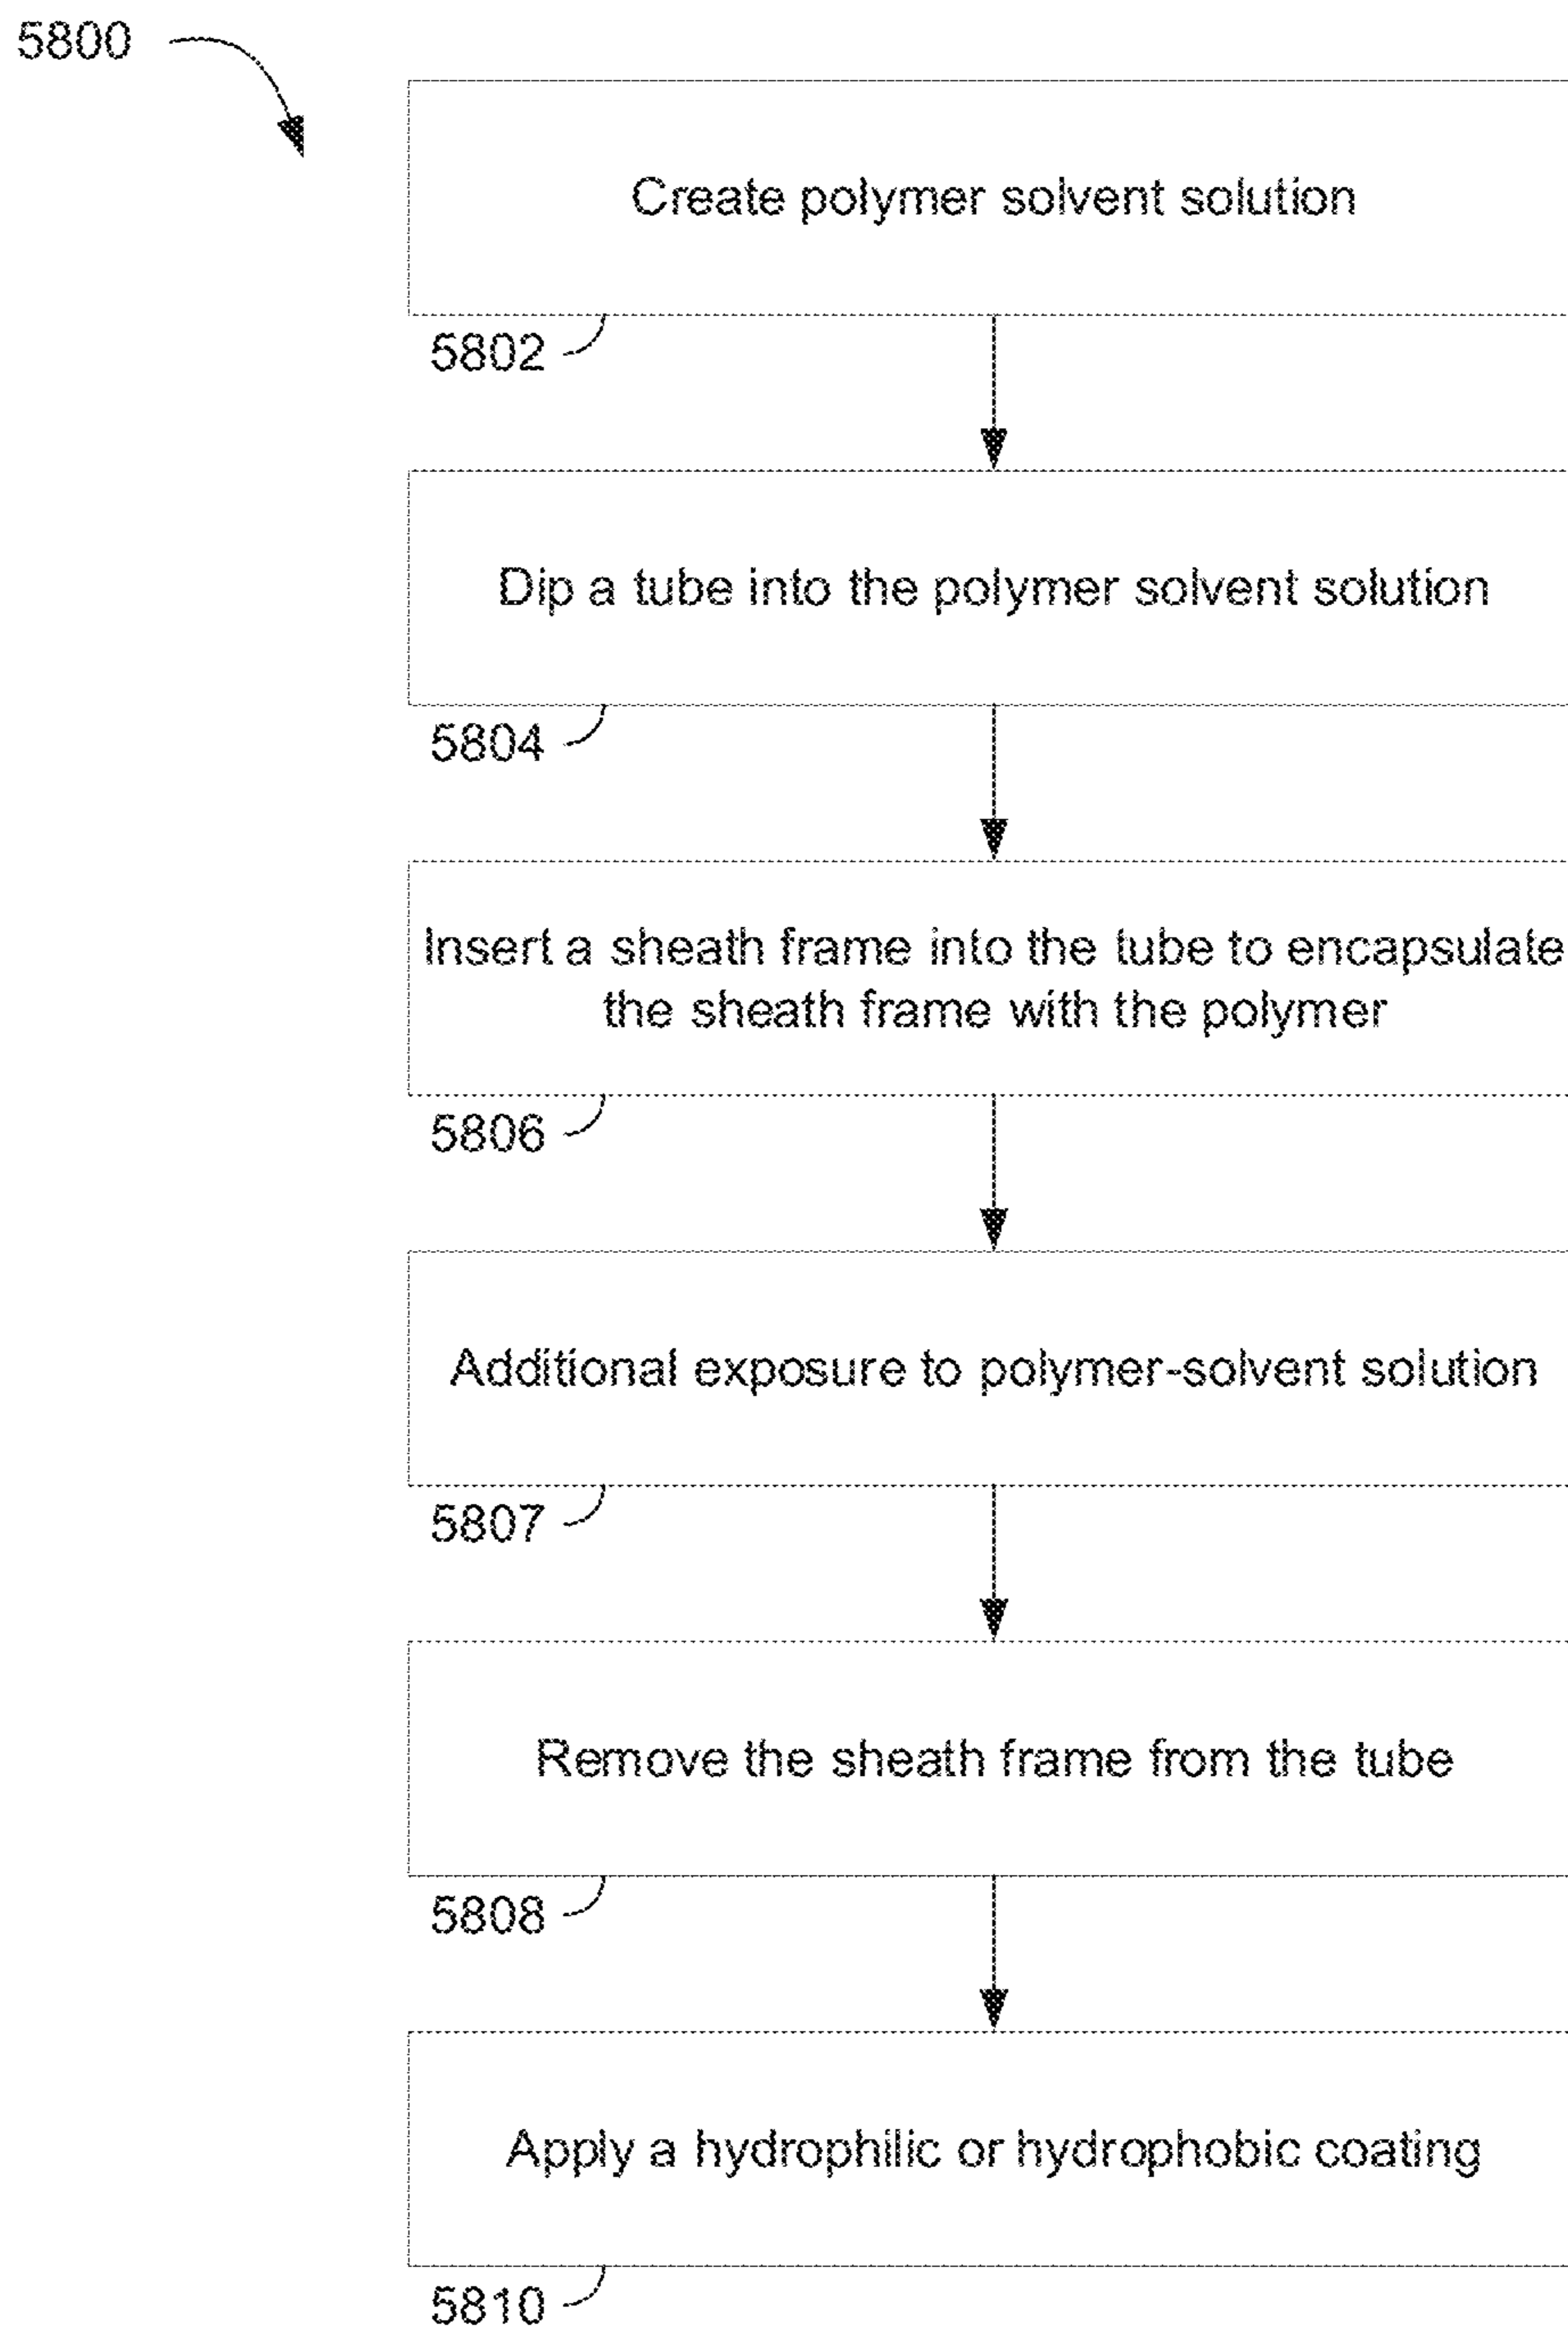 5800
Create polymer solvent solution
5802
Dip a tube into the polymer solvent solution
5804
Insert a sheath frame into the tube to encapsulate
the sheath frame with the polymer
5806
Additional exposure to polymer-solvent solution
5807
Remove the sheath frame from the tube
5808
Apply a hydrophilic or hydrophobic coating
5810